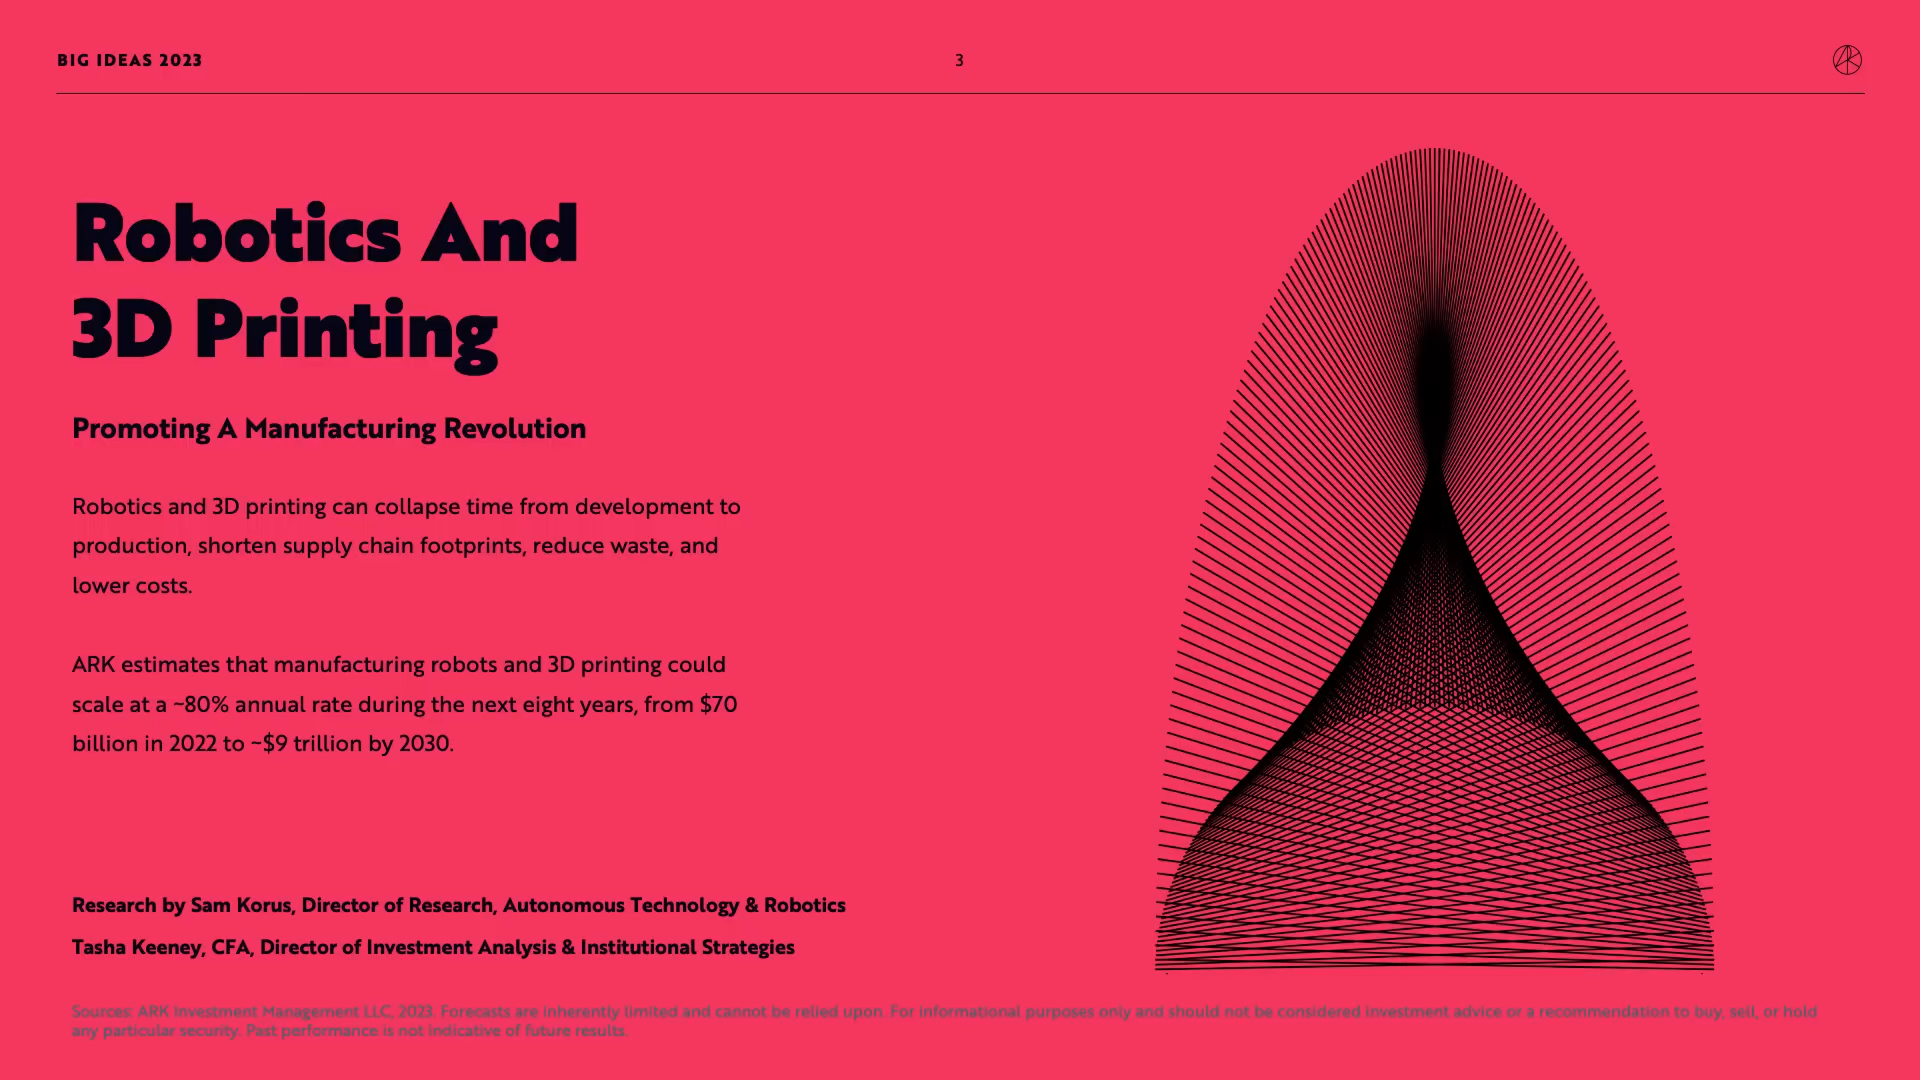 BIG IDEAS 2023
3
Robotics And
3D Printing
Promoting A Manufacturing Revolution
Robotics and 3D printing can collapse time from development to
production, shorten supply chain footprints, reduce waste, and
lower costs.
ARK estimates that manufacturing robots and 3D printing could
scale at a ~80% annual rate during the next eight years, from $70
billion in 2022 to ~$9 trillion by 2030.
Research by Sam Korus, Director of Research, Autonomous Technology & Robotics
Tasha Keeney, CFA, Director of Investment Analysis & Institutional Strategies
Sources: ARK Investment Management LLC, 2023. Forecasts are inherently limited and cannot be relied upon. For informational purposes only and should not be considered investment advice or a recommendation to buy, sell, or hold
any particular security. Past performance is not indicative of future results.